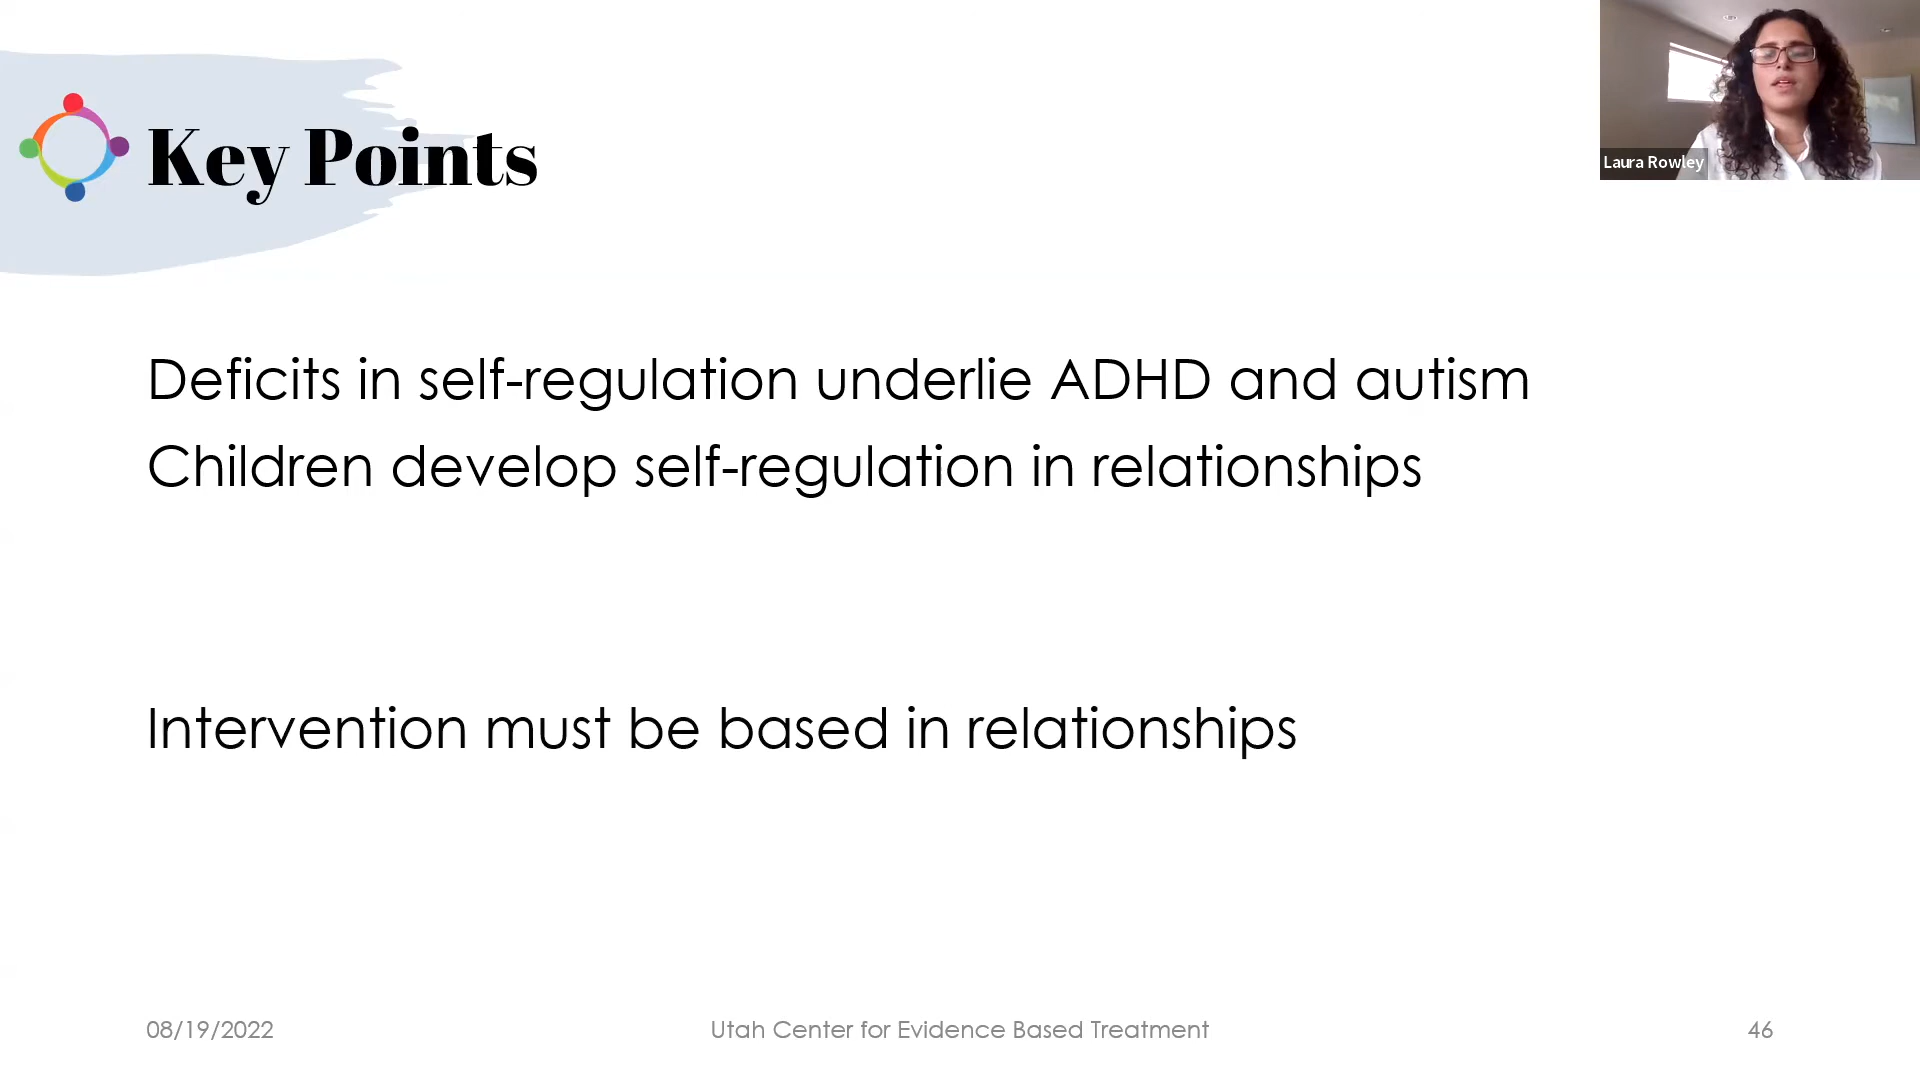 Key Points
Laura Rowley
Deficits in self-regulation underlie ADHD and autism
Children develop self-regulation in relationships
Intervention must be based in relationships
08/19/2022
Utah Center for Evidence Based Treatment
46